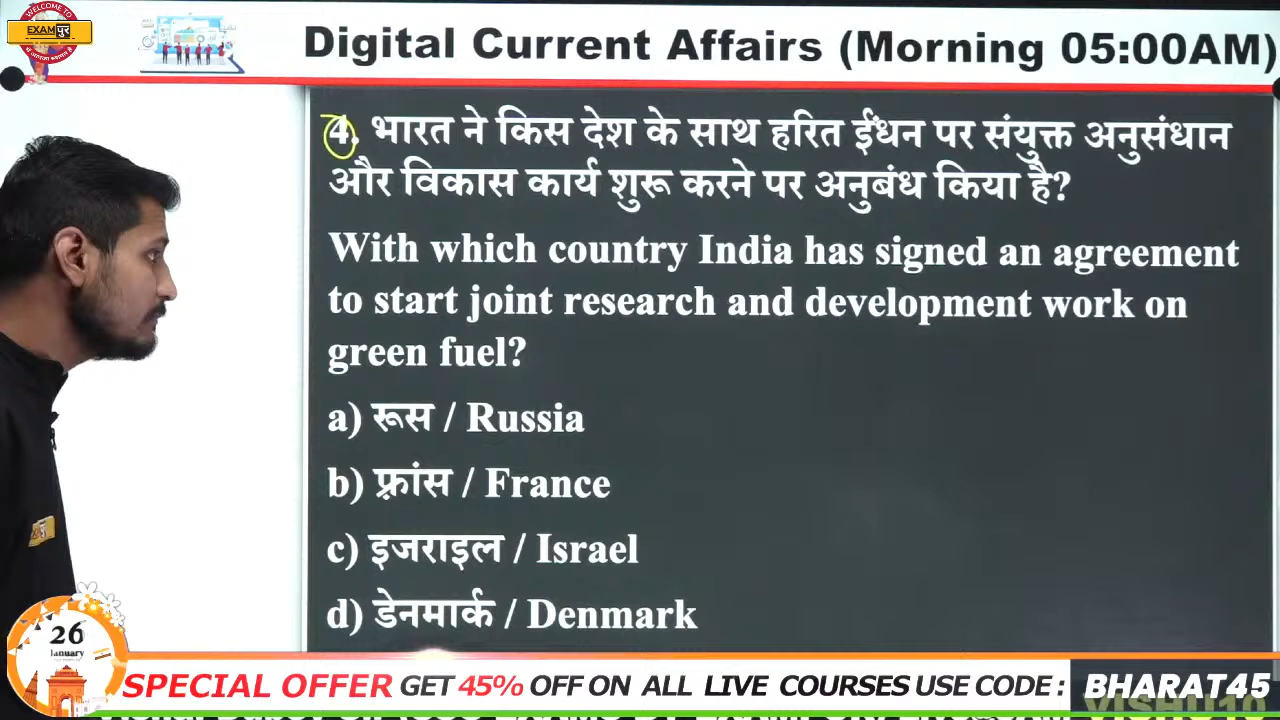 WELCOME TO
EXAMपुर
Digital Current Affairs (Morning 05:00AM)
4. भारत ने किस देश के साथ हरित ईंधन पर संयुक्त अनुसंधान
और विकास कार्य शुरू करने पर अनुबंध किया है?
With which country India has signed an agreement
to start joint research and development work on
green fuel?
a) रूस / Russia
b) फ़्रांस / France
c) इजराइल / Israel
d) डेनमार्क / Denmark
26
January
SPECIAL OFFER GET 45% OFF ON ALL LIVE COURSES USE CODE : BHARAT45